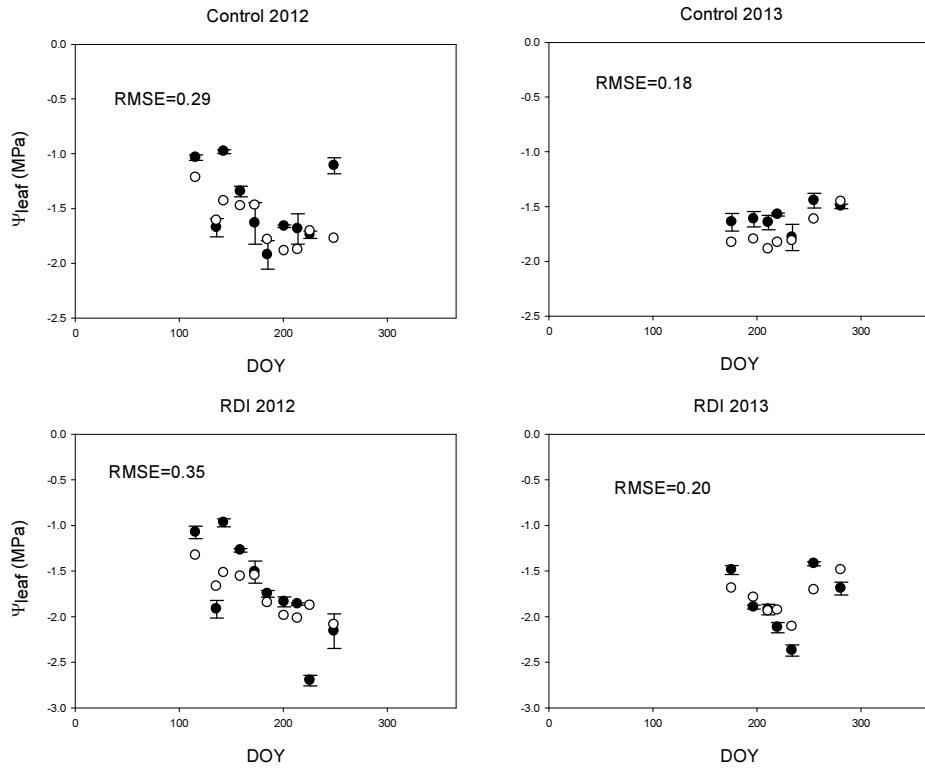 Control 2012
0.0
-0.5
-1.0
-1.5
-2.0
-2.5
RMSE=0.29
Ψleaf (MPa)
0 100 200 300
DOY
Control 2013
0.0
-0.5
-1.0
-1.5
-2.0
-2.5
RMSE=0.18
0 100 200 300
DOY
RDI 2012
0.0
-0.5
-1.0
-1.5
-2.0
-2.5
-3.0
RMSE=0.35
Ψleaf (MPa)
0 100 200 300
DOY
RDI 2013
0.0
-0.5
-1.0
-1.5
-2.0
-2.5
-3.0
RMSE=0.20
0 100 200 300
DOY